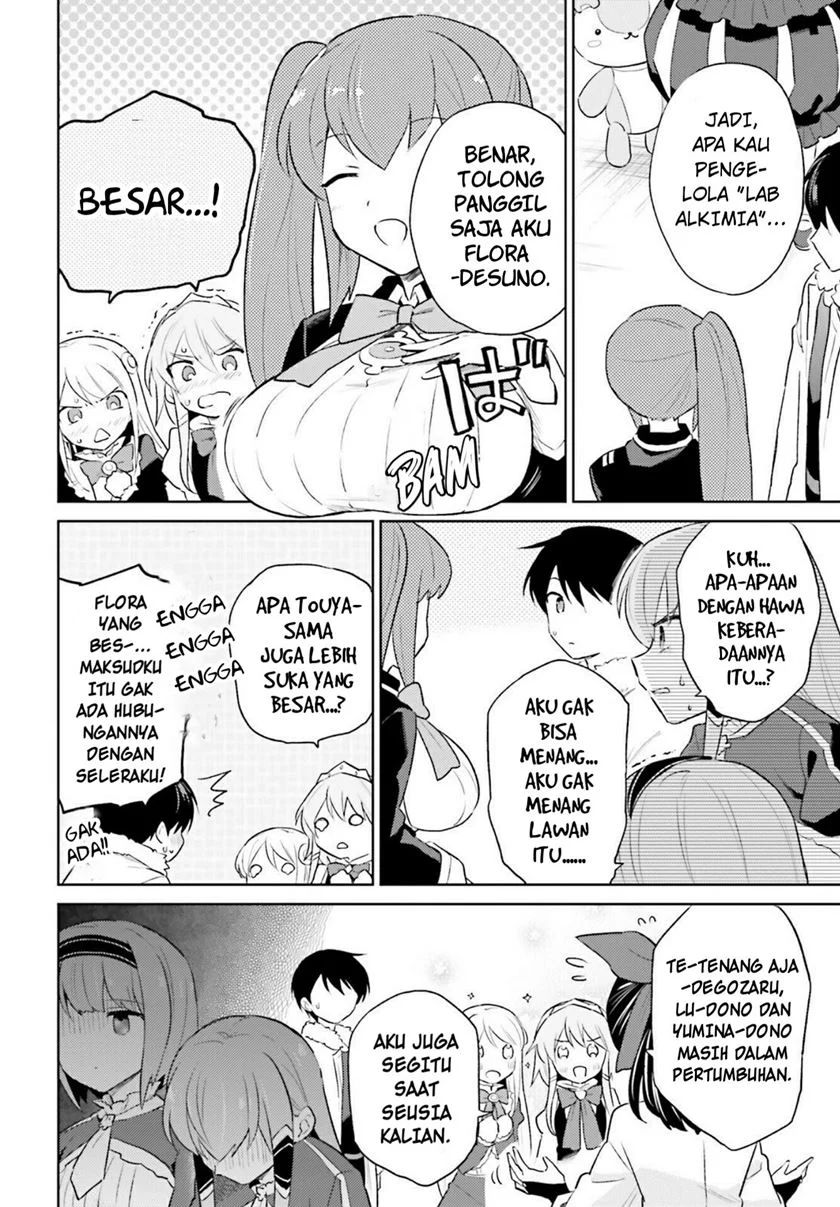 JADI,
APA KAU
PENGE-
LOLA "LAB
ALKIMIA"...
BENAR,
TOLONG
PANGGIL
SAJA AKU
FLORA
-DESUNO.
BESAR...!
ば
BAM
KUH...
APA-APAAN
DENGAN HAWA
KEBERA-
DAANNYA
ITU...?
AKU GAK
BISA
MENANG...
AKU GAK
MENANG
LAWAN
ITU......
APA TOUYA-
SAMA
JUGA LEBIH
SUKA YANG
BESAR...?
ENGGA
ENGGA
ENGGA
FLORA
YANG
BES-...
MAKSUDKU
ITU GAK
ADA HUBU-
NGANNYA
DENGAN
SELERAKU!
GAK
ADA!!
TE-TENANG AJA
-DEGOZARU,
LU-DONO DAN
YUMINA-DONO
MASIH DALAM
PERTUMBUHAN.
AKU JUGA
SEGITU
SAAT
SEUSIA
KALIAN.